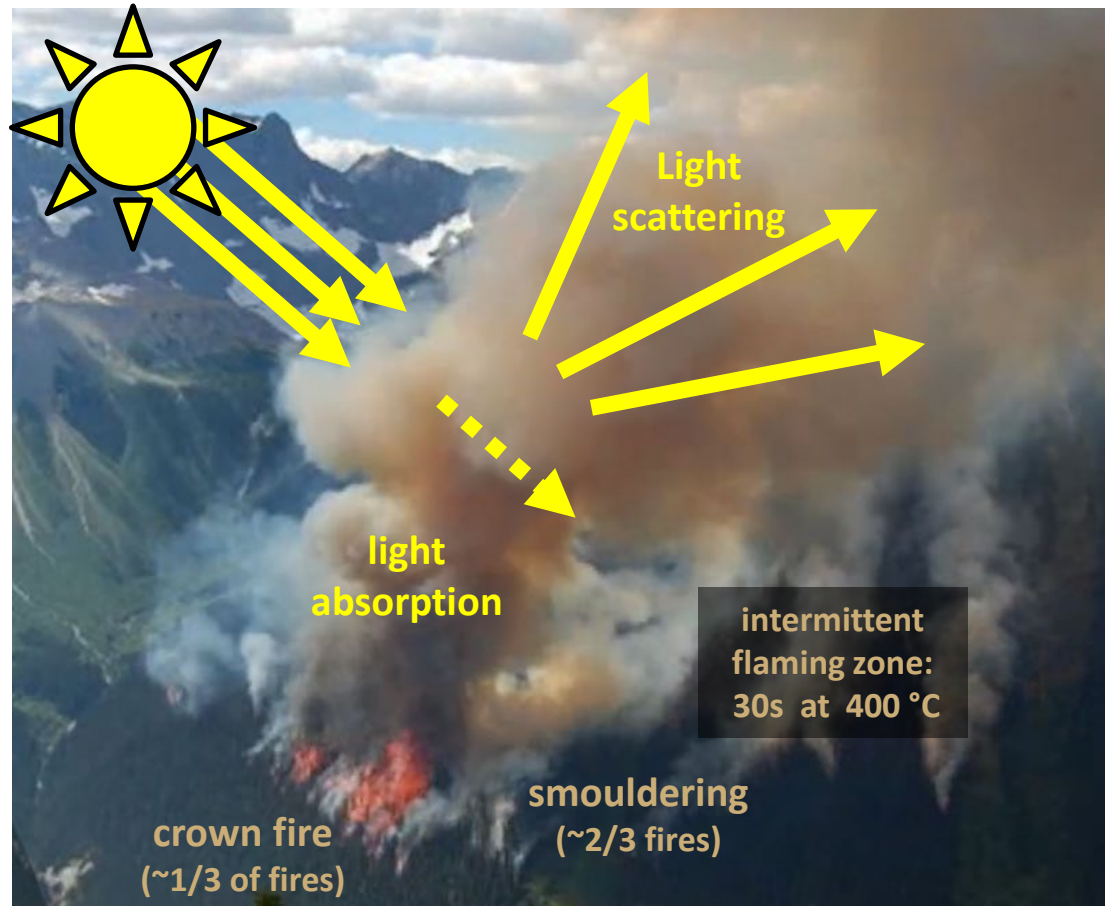 Light
scattering
light
absorption
intermittent
flaming zone:
30s at 400 °C
smouldering
(~2/3 fires)
crown fire
(~1/3 of fires)